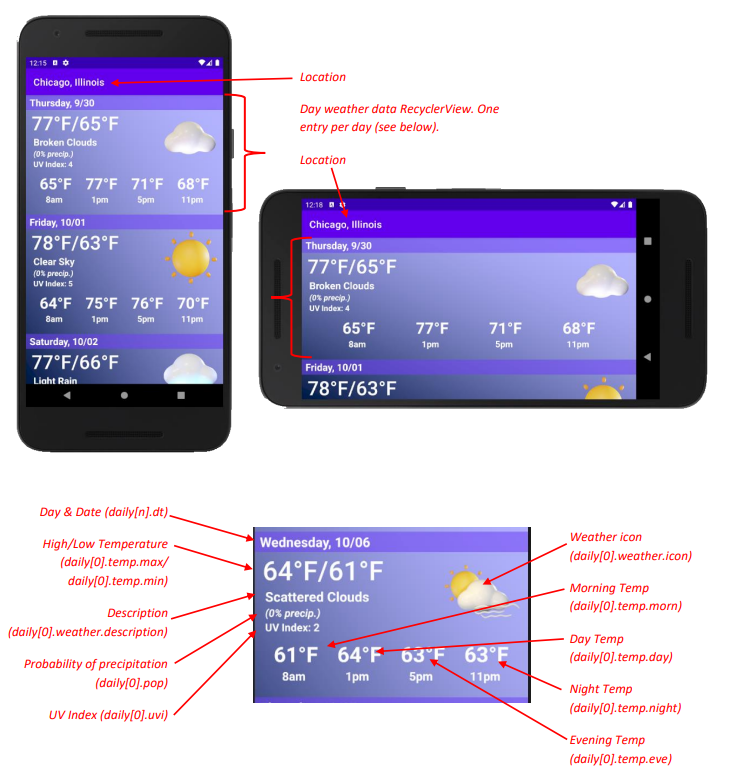 12:15
Chicago, Illinois
Thursday, 9/30
77°F/65°F
Broken Clouds
(0% precip.)
UV Index: 4
65°F 77°F 71°F 68°F
8am 1pm 5pm 11pm
Friday, 10/01
78°F/63°F
Clear Sky
(0% precip.)
UV Index: 5
64°F 75°F 76°F 70°F
8am 1pm 5pm 11pm
Saturday, 10/02
77°F/66°F
Light Rain
Location
Day weather data RecyclerView. One
entry per day (see below).
Location
12:18
Chicago, Illinois
Thursday, 9/30
77°F/65°F
Broken Clouds
(0% precip.)
UV Index: 4
65°F 77°F 71°F 68°F
8am 1pm 5pm 11pm
Friday, 10/01
78°F/63°F
Day & Date (daily[n].dt)
High/Low Temperature
(daily[0].temp.max/
daily[0].temp.min)
Description
(daily[0].weather.description)
Probability of precipitation
(daily[0].pop)
UV Index (daily[0].uvi)
Wednesday, 10/06
64°F/61°F
Scattered Clouds
(0% precip.)
UV Index: 2
61°F 64°F 63°F 63°F
8am 1pm 5pm 11pm
Weather icon
(daily[0].weather.icon)
Morning Temp
(daily[0].temp.morn)
Day Temp
(daily[0].temp.day)
Night Temp
(daily[0].temp.night)
Evening Temp
(daily[0].temp.eve)